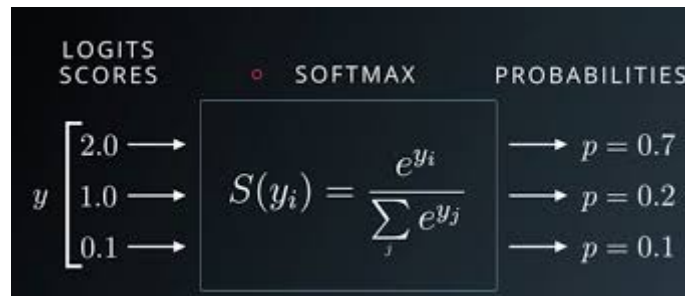 LOGITS
SCORES
SOFTMAX
PROBABILITIES
y
2.0
1.0
0.1
S(y_i) = \frac{e^{y_i}}{\sum_j e^{y_j}}
p = 0.7
p = 0.2
p = 0.1